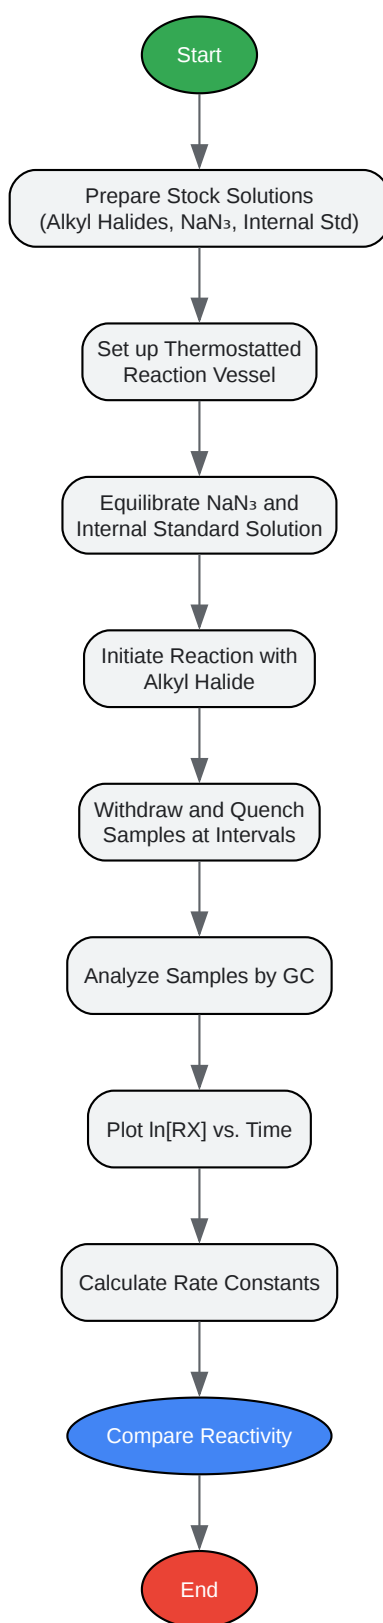 Start
Prepare Stock Solutions
(Alkyl Halides, NaN₃, Internal Std)
Set up Thermostatted
Reaction Vessel
Equilibrate NaN₃ and
Internal Standard Solution
Initiate Reaction with
Alkyl Halide
Withdraw and Quench
Samples at Intervals
Analyze Samples by GC
Plot ln[RX] vs. Time
Calculate Rate Constants
Compare Reactivity
End